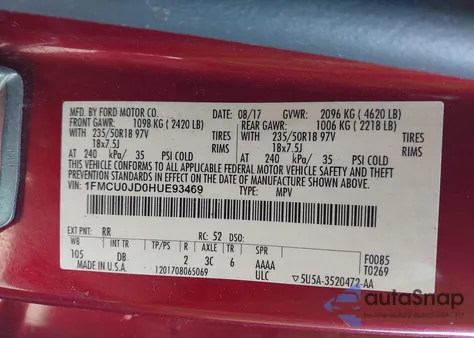 MFD. BY FORD MOTOR CO. 08/17 GVWR: 2096 KG ( 4620 LB)
FRONT GAWR: 1098 KG ( 2420 LB) REAR GAWR: 1006 KG ( 2218 LB)
WITH 235/50R18 97V TIRES WITH 235/50R18 97V TIRES
18x7.5J RIMS 18x7.5J RIMS
AT 240 kPa/ 35 PSI COLD AT 240 kPa/ 35 PSI COLD
THIS VEHICLE CONFORMS TO ALL APPLICABLE FEDERAL MOTOR VEHICLE SAFETY AND THEFT PREVENTION STANDARDS IN EFFECT ON THE DATE OF MANUFACTURE SHOWN ABOVE.
VIN: 1FMCU0JD0HUE93469 TYPE: MPV
EXT PNT: RR RC: 52 DSO: F0085
WB INT TR TP/PS R AXLE TR SPR T0269
105 DB 2 3C 6 AAAA
MADE IN U.S.A. 1201708065069 ULC ▽5U5A-3520472-AA
autoSnap